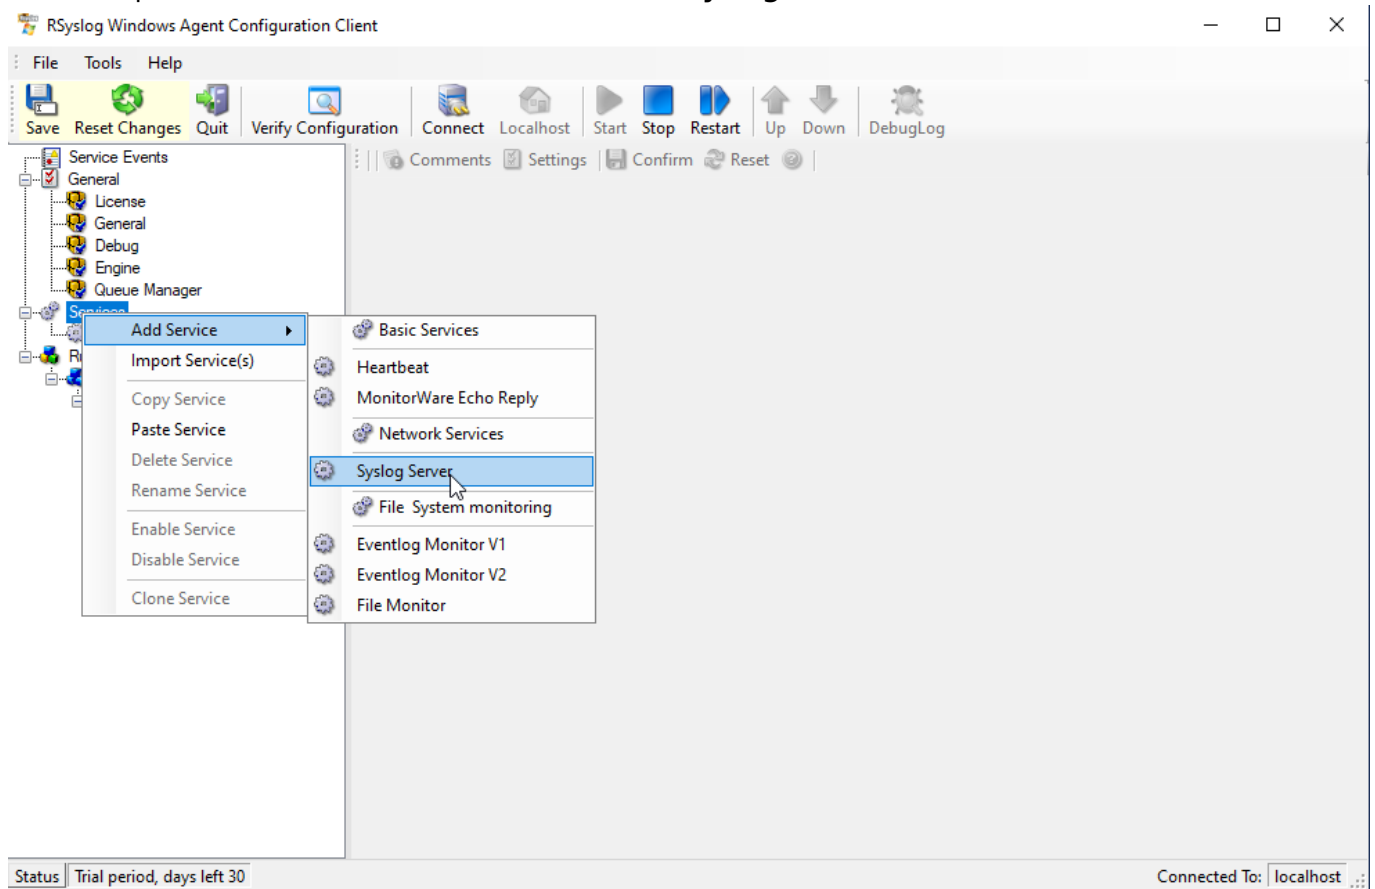 RSyslog Windows Agent Configuration Client
File Tools Help
Save Reset Changes Quit Verify Configuration Connect Localhost Start Stop Restart Up Down DebugLog
Comments Settings Confirm Reset
Service Events
General
License
General
Debug
Engine
Queue Manager
Services
Add Service
Import Service(s)
Copy Service
Paste Service
Delete Service
Rename Service
Enable Service
Disable Service
Clone Service
Basic Services
Heartbeat
MonitorWare Echo Reply
Network Services
Syslog Server
File System monitoring
Eventlog Monitor V1
Eventlog Monitor V2
File Monitor
Status Trial period, days left 30
Connected To: localhost